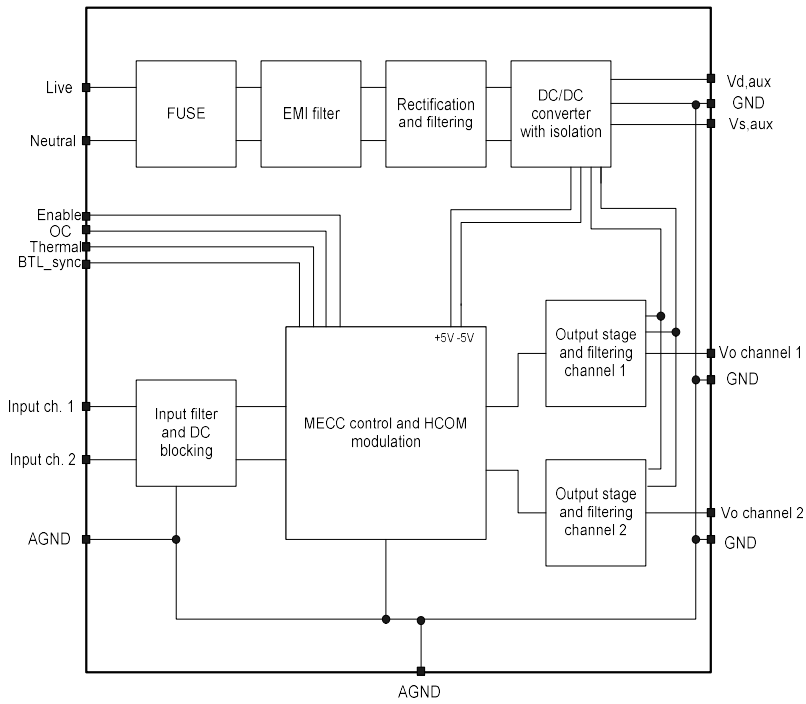 Live
Neutral
FUSE
EMI filter
Rectification
and filtering
DC/DC
converter
with isolation
Vd,aux
GND
Vs,aux
Enable
OC
Thermal
BTL_sync
+5V -5V
Output stage
and filtering
channel 1
Vo channel 1
GND
Input ch. 1
Input ch. 2
Input filter
and DC
blocking
MECC control and HCOM
modulation
Output stage
and filtering
channel 2
Vo channel 2
GND
AGND
AGND